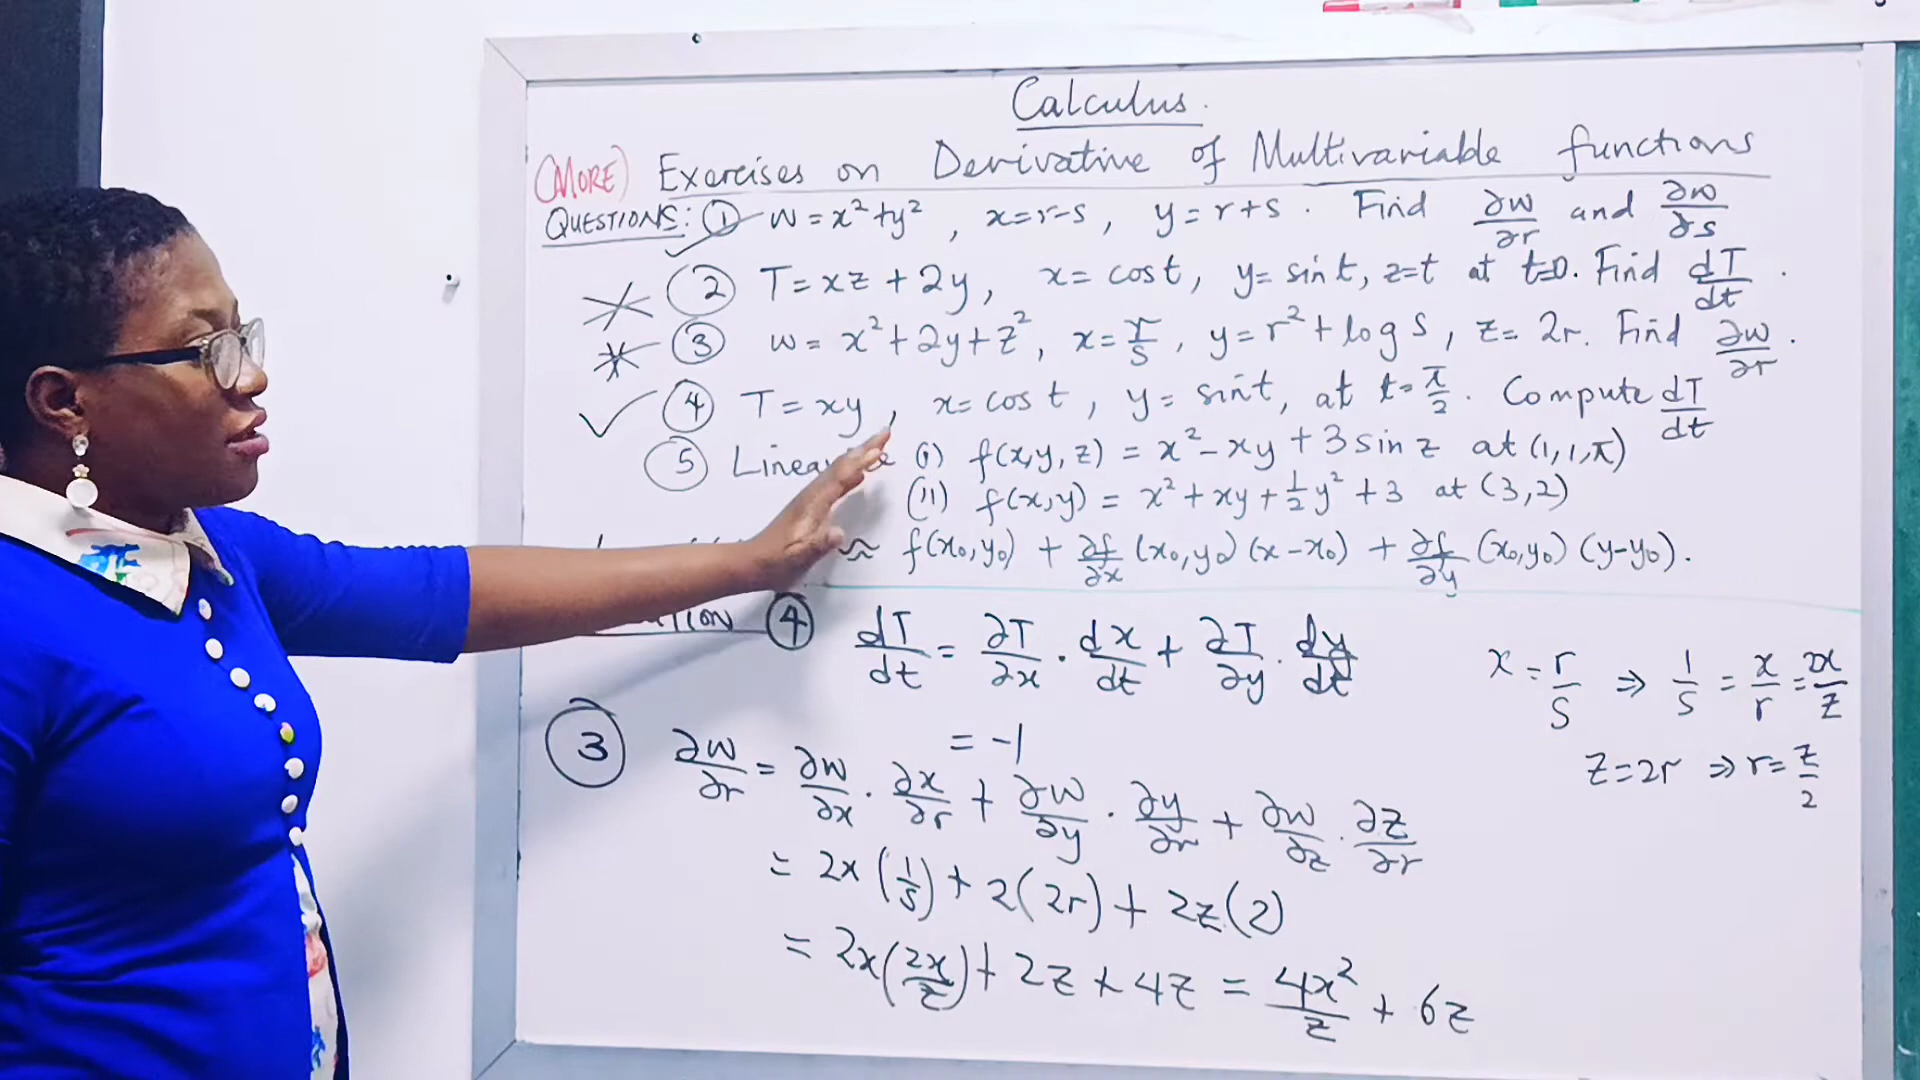 Calculus.
(MORE) Exercises on Derivative of Multivariable functions
QUESTIONS: ① w = x²+y², x=r-s, y=r+s. Find ∂w/∂r and ∂w/∂s
② T = xz + 2y, x = cos t, y = sin t, z=t at t=0. Find dT/dt.
③ w = x² + 2y + z², x = r/s, y = r² + log s, z = 2r. Find ∂w/∂r.
④ T = xy, x = cos t, y = sin t, at t = π/2. Compute dT/dt
⑤ (i) f(x,y,z) = x² - xy + 3 sin z at (1,1,π)
(ii) f(x,y) = x² + xy + ½y² + 3 at (3,2)
≈ f(x₀,y₀) + ∂f/∂x (x₀,y₀)(x-x₀) + ∂f/∂y (x₀,y₀)(y-y₀).
④ dT/dt = ∂T/∂x · dx/dt + ∂T/∂y · dy/dt
= -1
③ ∂w/∂r = ∂w/∂x · ∂x/∂r + ∂w/∂y · ∂y/∂r + ∂w/∂z · ∂z/∂r
= 2x(1/s) + 2(2r) + 2z(2)
= 2x(2x/z) + 2z + 4z = 4x²/z + 6z
x = r/s ⇒ 1/s = x/r = 2x/z
z = 2r ⇒ r = z/2